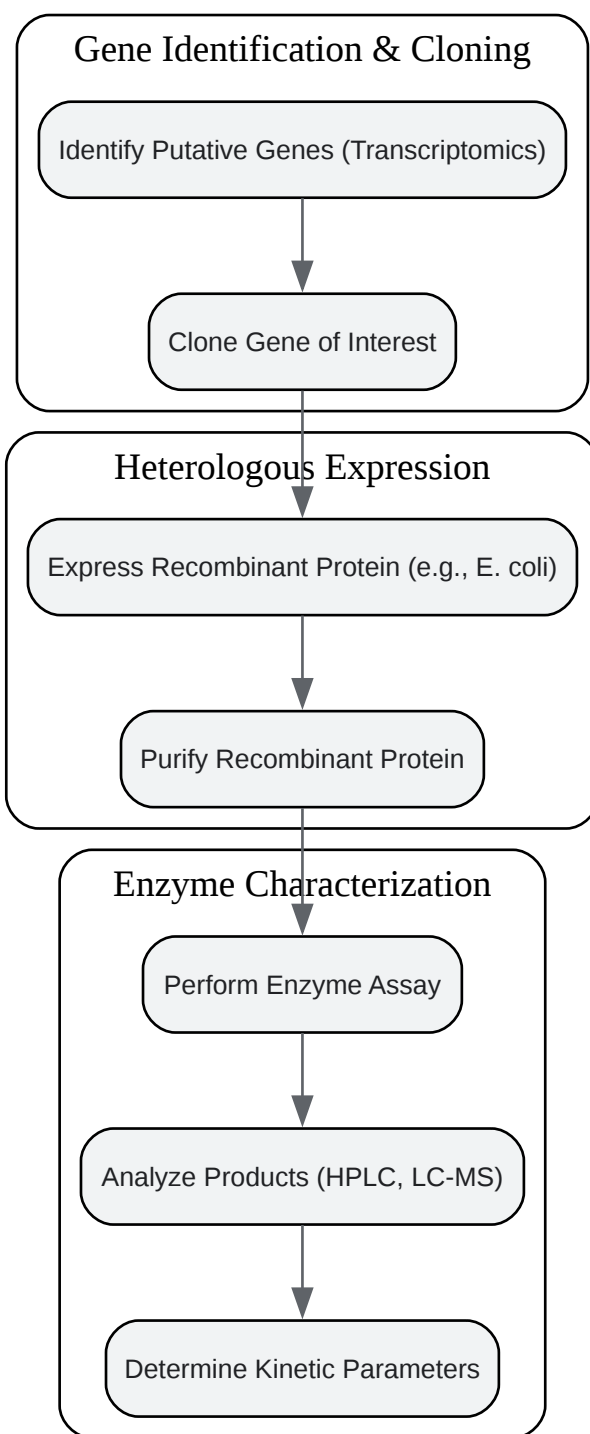 Gene Identification & Cloning
Identify Putative Genes (Transcriptomics)
Clone Gene of Interest
Heterologous Expression
Express Recombinant Protein (e.g., E. coli)
Purify Recombinant Protein
Enzyme Characterization
Perform Enzyme Assay
Analyze Products (HPLC, LC-MS)
Determine Kinetic Parameters